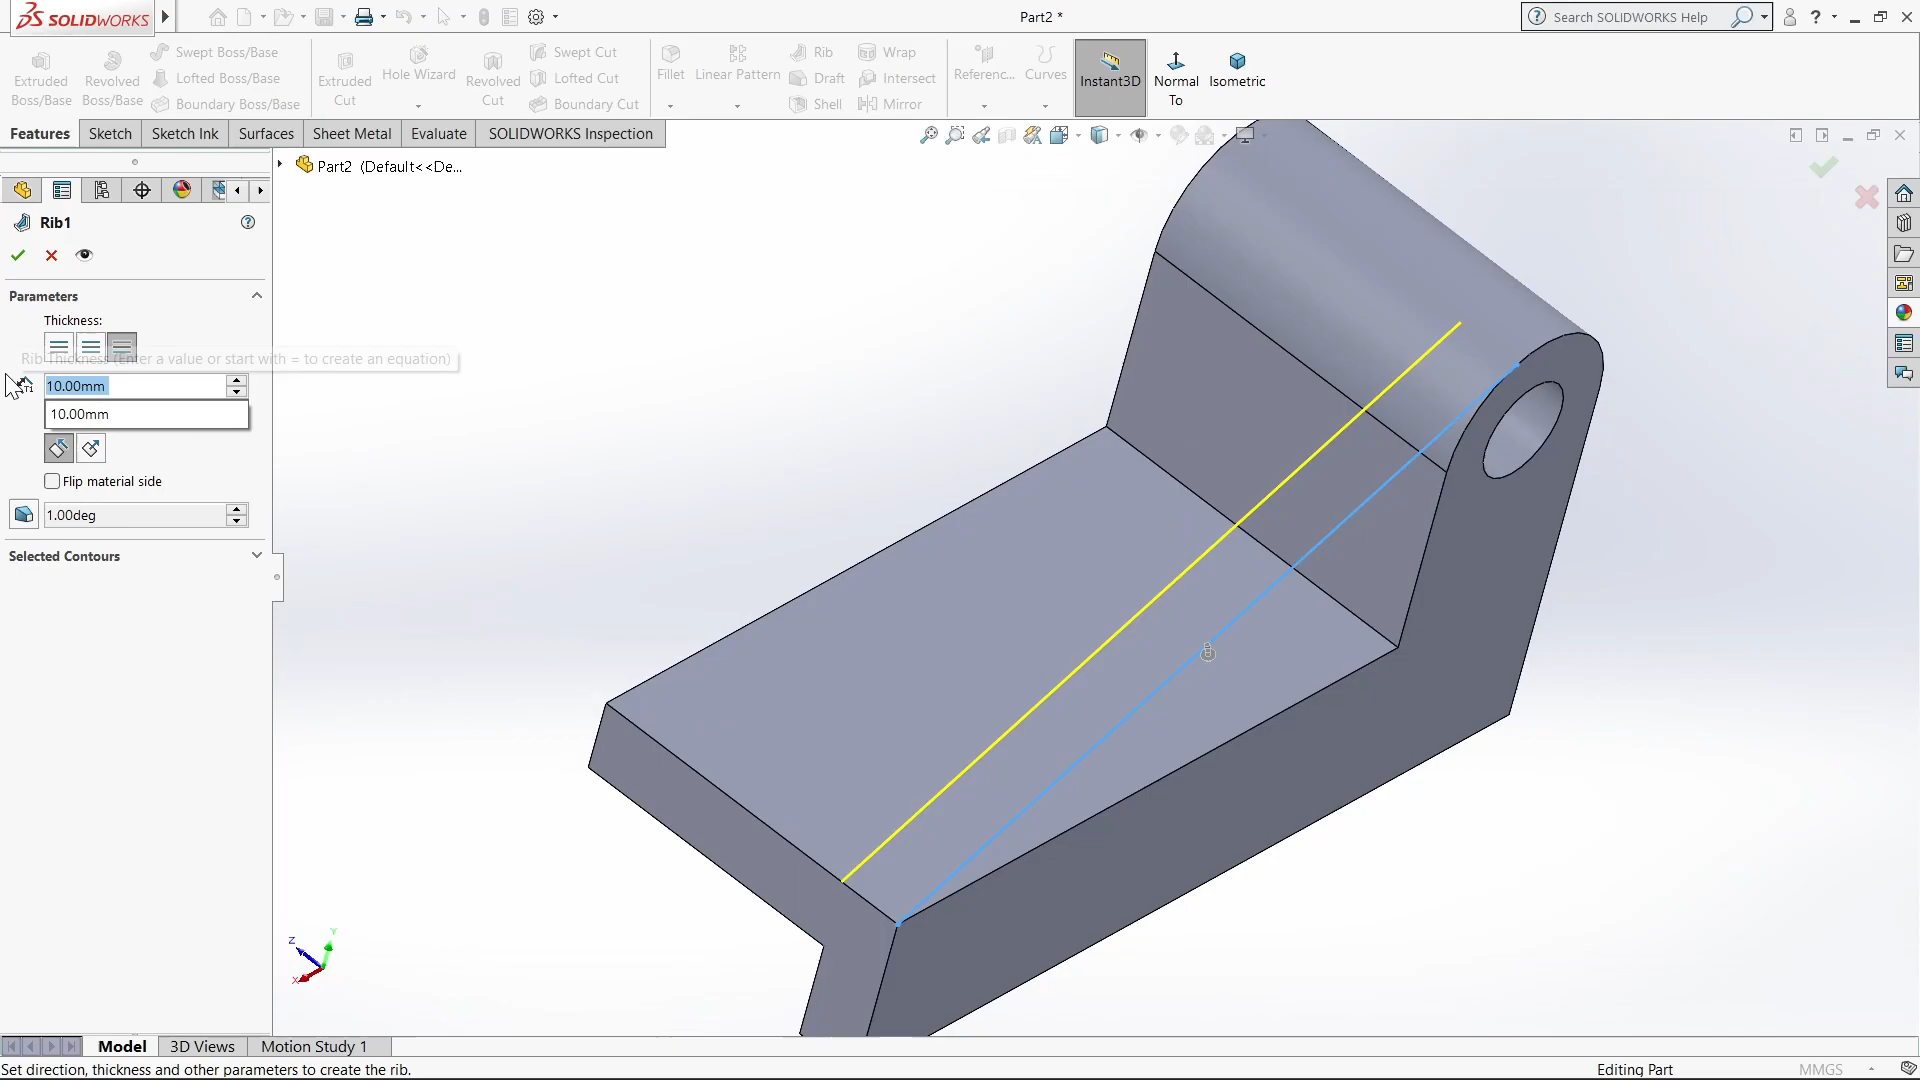 SOLIDWORKS
Part2 *
Search SOLIDWORKS Help
Extruded Boss/Base
Revolved Boss/Base
Swept Boss/Base
Lofted Boss/Base
Boundary Boss/Base
Extruded Cut
Hole Wizard
Revolved Cut
Swept Cut
Lofted Cut
Boundary Cut
Fillet
Linear Pattern
Rib
Draft
Shell
Wrap
Intersect
Mirror
Referenc...
Curves
Instant3D
Normal To
Isometric
Features
Sketch
Sketch Ink
Surfaces
Sheet Metal
Evaluate
SOLIDWORKS Inspection
Part2 (Default<<De...
Rib1
Parameters
Thickness:
Rib Thickness (Enter a value or start with = to create an equation)
T1
10.00mm
10.00mm
Flip material side
1.00deg
Selected Contours
Z
Y
X
Model
3D Views
Motion Study 1
Set direction, thickness and other parameters to create the rib.
Editing Part
MMGS